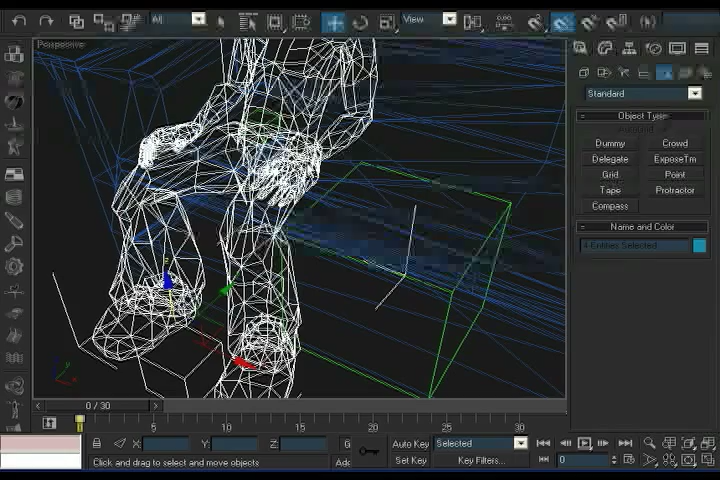 All
View
Perspective
Standard
Object Type
Dummy Crowd
Delegate ExposeTm
Grid Point
Tape Protractor
Compass
Name and Color
4 Entities Selected
0 / 30
5 10 15 20 25 30
X: Y: Z: G Auto Key Selected
Click and drag to select and move objects Adc Set Key Key Filters... 0